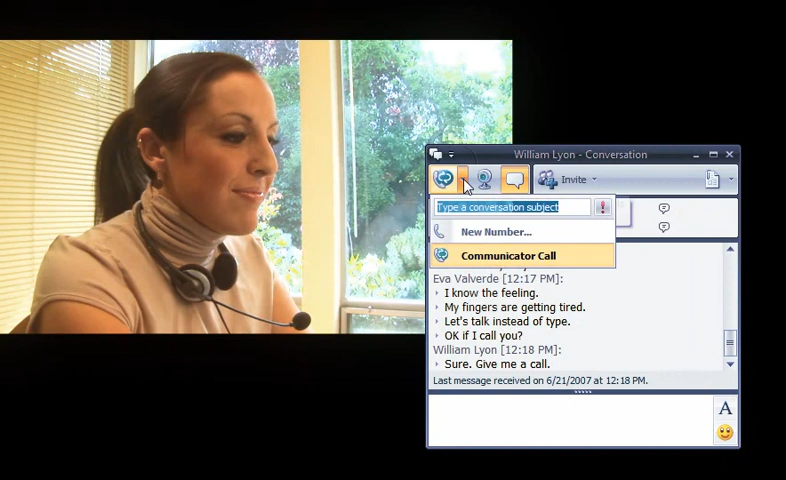 William Lyon - Conversation
Invite
Type a conversation subject
New Number...
Communicator Call
Eva Valverde [12:17 PM]:
I know the feeling.
My fingers are getting tired.
Let's talk instead of type.
OK if I call you?
William Lyon [12:18 PM]:
Sure. Give me a call.
Last message received on 6/21/2007 at 12:18 PM.
A